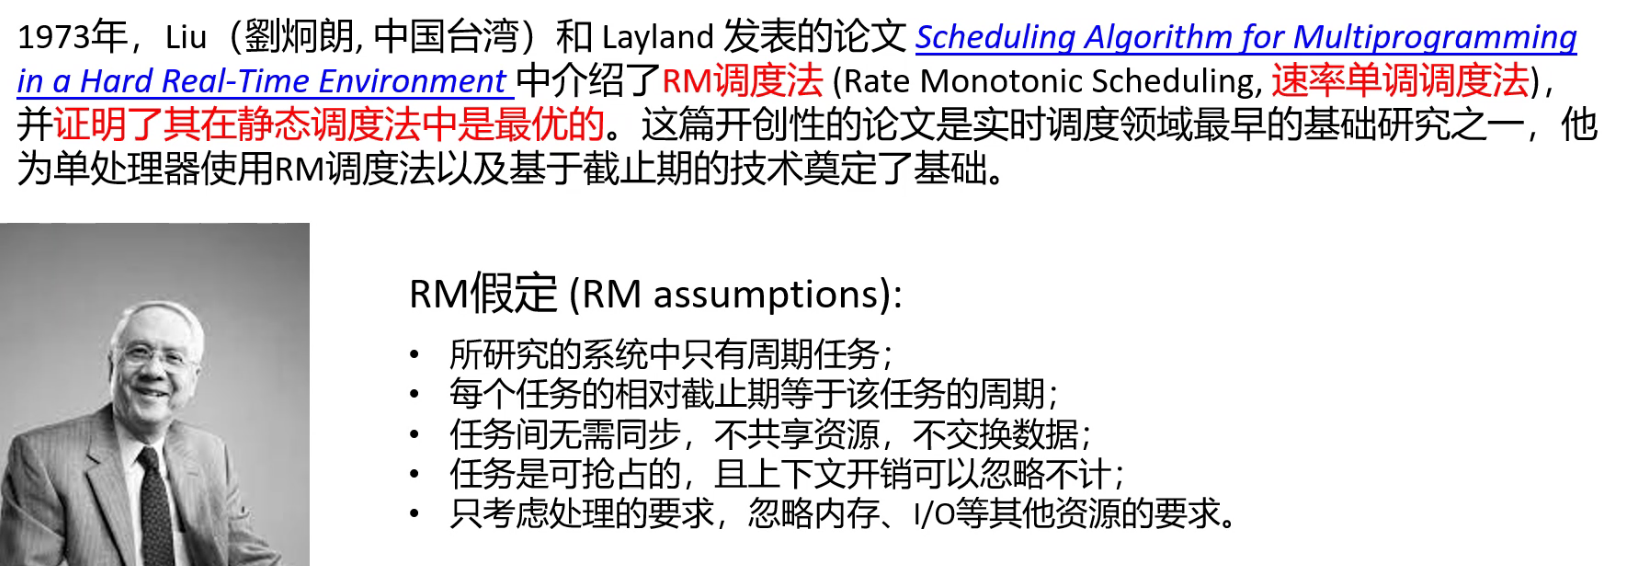 1973年，Liu（劉炯朗, 中国台湾）和 Layland 发表的论文 Scheduling Algorithm for Multiprogramming
in a Hard Real-Time Environment 中介绍了RM调度法 (Rate Monotonic Scheduling, 速率单调调度法)，
并证明了其在静态调度法中是最优的。这篇开创性的论文是实时调度领域最早的基础研究之一，他
为单处理器使用RM调度法以及基于截止期的技术奠定了基础。
RM假定 (RM assumptions):
• 所研究的系统中只有周期任务；
• 每个任务的相对截止期等于该任务的周期；
• 任务间无需同步，不共享资源，不交换数据；
• 任务是可抢占的，且上下文开销可以忽略不计；
• 只考虑处理的要求，忽略内存、I/O等其他资源的要求。